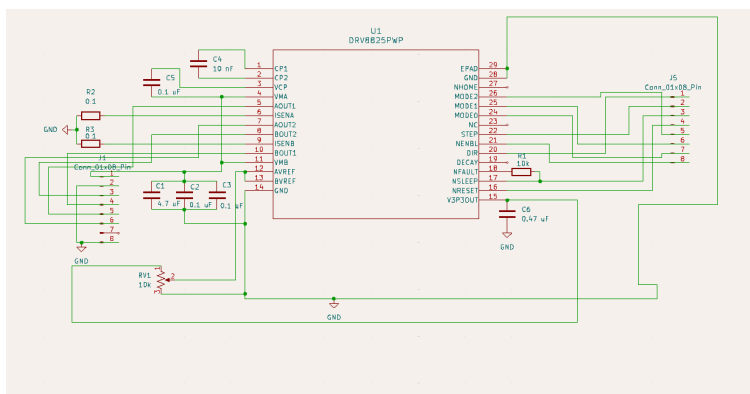 U1
DRV8825PWP
C4
10 nF
C5
0.1 uF
R2
0.1
GND
R3
0.1
J1
Conn_01x08_Pin
1
2
3
4
5
6
7
8
GND
C1
4.7 uF
C2
0.1 uF
C3
0.1 uF
1 CP1
2 CP2
3 VCP
4 VMA
5 AOUT1
6 ISENA
7 AOUT2
8 BOUT2
9 ISENB
10 BOUT1
11 VMB
12 AVREF
13 BVREF
14 GND
EPAD 29
GND 28
NHOME 27
MODE2 26
MODE1 25
MODE0 24
NC 23
STEP 22
NENBL 21
DIR 20
DECAY 19
NFAULT 18
NSLEEP 17
NRESET 16
V3P3OUT 15
R1
10k
J5
Conn_01x08_Pin
1
2
3
4
5
6
7
8
C6
0.47 uF
GND
RV1
10k
1
2
3
GND